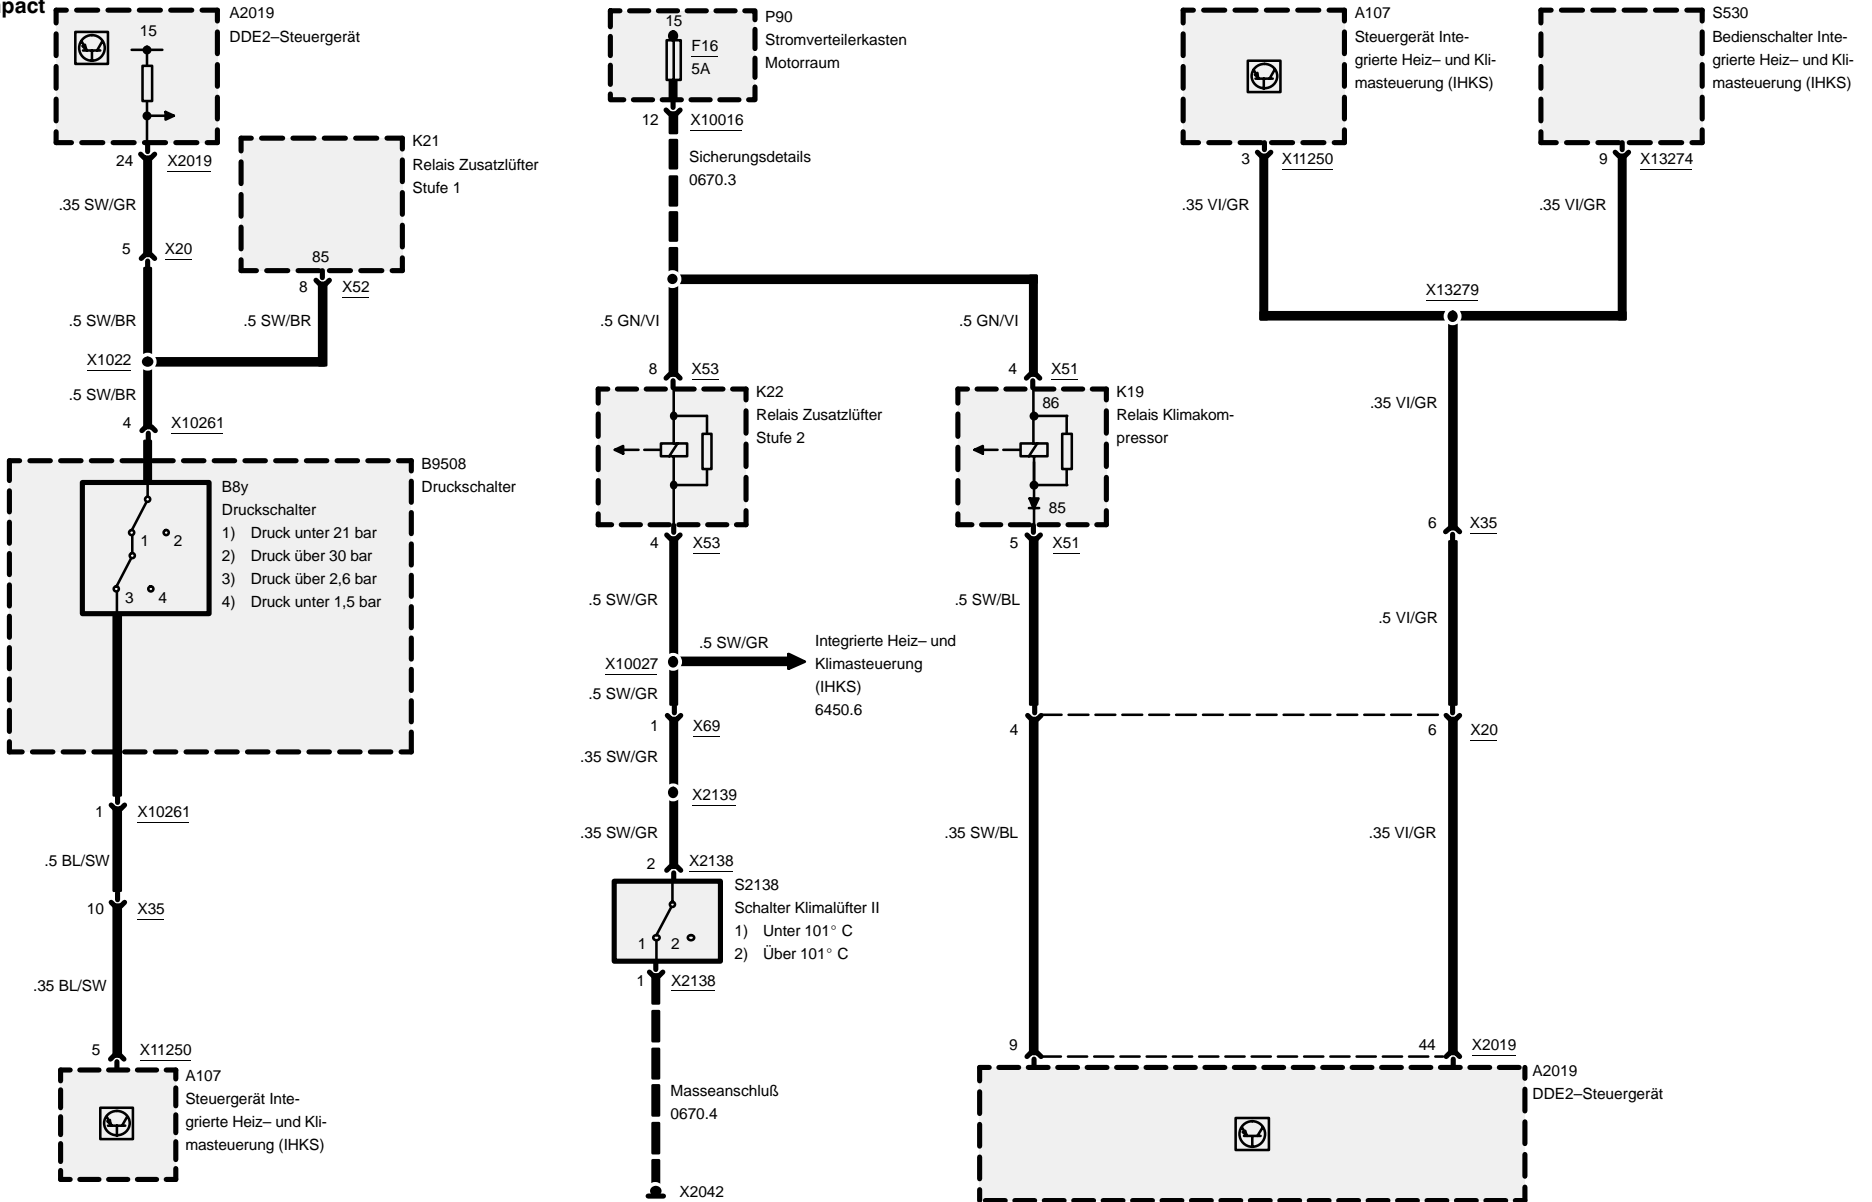 pact
A2019
DDE2–Steuergerät
15
24 X2019
.35 SW/GR
5 X20
K21
Relais Zusatzlüfter
Stufe 1
85
8 X52
.5 SW/BR
.5 SW/BR
X1022
.5 SW/BR
4 X10261
B9508
Druckschalter
B8y
Druckschalter
1) Druck unter 21 bar
2) Druck über 30 bar
3) Druck über 2,6 bar
4) Druck unter 1,5 bar
1 2
3 4
1 X10261
.5 BL/SW
10 X35
.35 BL/SW
5 X11250
A107
Steuergerät Inte-
grierte Heiz– und Kli-
masteuerung (IHKS)
15
F16
5A
P90
Stromverteilerkasten
Motorraum
12 X10016
Sicherungsdetails
0670.3
.5 GN/VI
.5 GN/VI
8 X53
K22
Relais Zusatzlüfter
Stufe 2
4 X53
.5 SW/GR
X10027
.5 SW/GR
Integrierte Heiz– und
Klimasteuerung
(IHKS)
6450.6
.5 SW/GR
1 X69
.35 SW/GR
X2139
.35 SW/GR
2 X2138
S2138
Schalter Klimalüfter II
1) Unter 101° C
2) Über 101° C
1 2
1 X2138
Masseanschluß
0670.4
X2042
4 X51
K19
Relais Klimakom-
pressor
86
85
5 X51
.5 SW/BL
4
.35 SW/BL
9
A107
Steuergerät Inte-
grierte Heiz– und Kli-
masteuerung (IHKS)
3 X11250
.35 VI/GR
S530
Bedienschalter Inte-
grierte Heiz– und Kli-
masteuerung (IHKS)
9 X13274
.35 VI/GR
X13279
.35 VI/GR
6 X35
.5 VI/GR
6 X20
.35 VI/GR
44 X2019
A2019
DDE2–Steuergerät